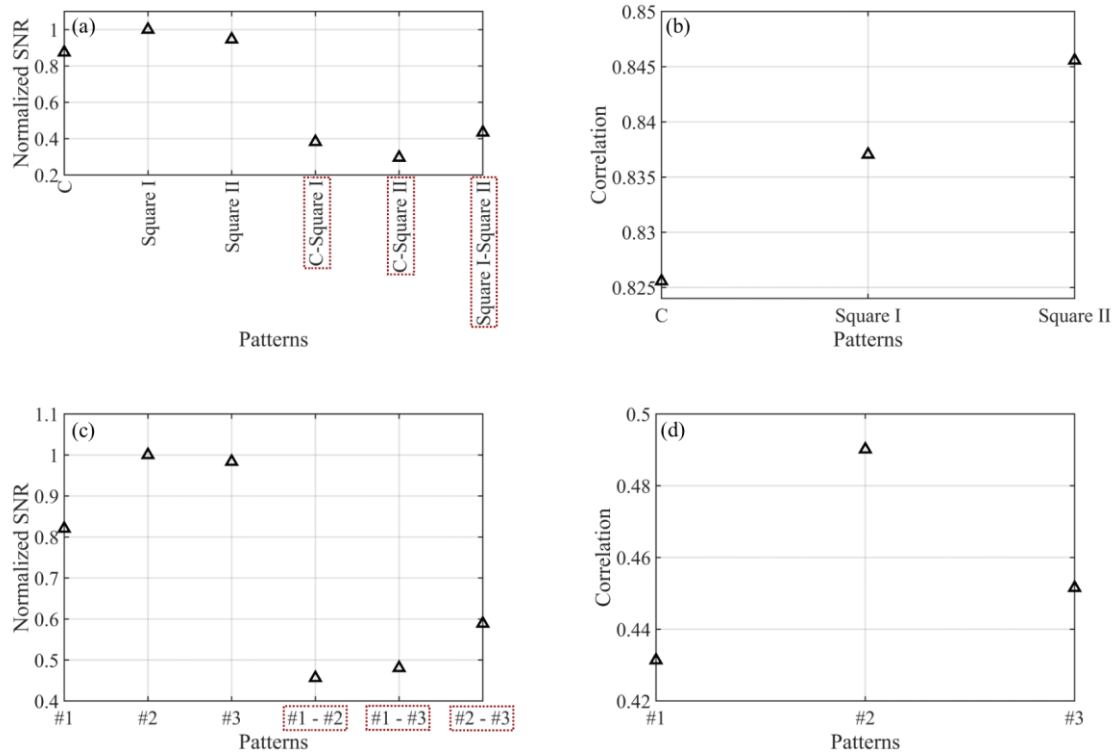 (a)
Normalized SNR
1
0.8
0.6
0.4
0.2
C
Square I
Square II
C-Square I
C-Square II
Square I-Square II
Patterns
(b)
Correlation
0.85
0.845
0.84
0.835
0.83
0.825
C
Square I
Square II
Patterns
(c)
Normalized SNR
1.1
1
0.9
0.8
0.7
0.6
0.5
0.4
#1
#2
#3
#1 - #2
#1 - #3
#2 - #3
Patterns
(d)
Correlation
0.5
0.48
0.46
0.44
0.42
#1
#2
#3
Patterns